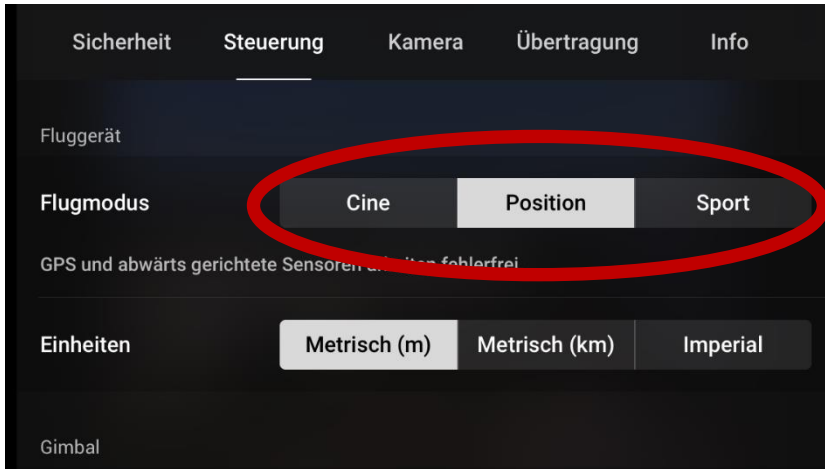 Sicherheit Steuerung Kamera Übertragung Info
Fluggerät
Flugmodus Cine Position Sport
GPS und abwärts gerichtete Sensoren arbeiten fehlerfrei
Einheiten Metrisch (m) Metrisch (km) Imperial
Gimbal